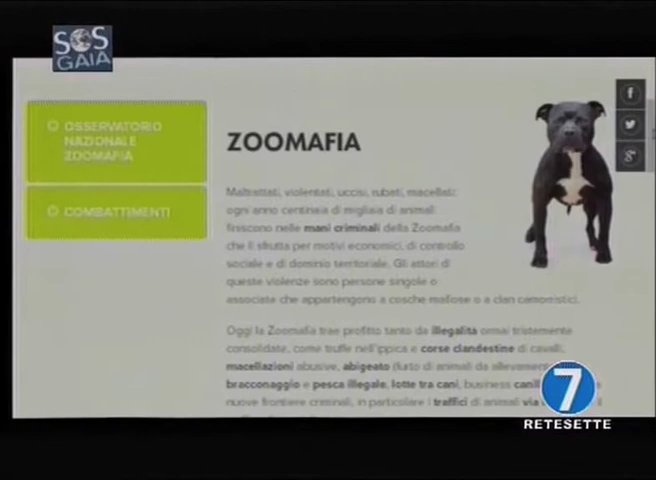 SOS
GAIA
OSSERVATORIO
NAZIONALE
ZOOMAFIA
COMBATTIMENTI
ZOOMAFIA
Maltrattati, violentati, uccisi, rubati, macellati:
ogni anno centinaia di migliaia di animali
finiscono nelle mani criminali della Zoomafia
che li sfrutta per motivi economici, di controllo
sociale e di dominio territoriale. Gli attori di
queste violenze sono persone singole o
associate che appartengono a cosche mafiose o a clan camorristici.
Oggi la Zoomafia trae profitto tanto da illegalità ormai tristemente
consolidate, come truffe nell'ippica e corse clandestine di cavalli,
macellazioni abusive, abigeato (furto di animali da allevamento
bracconaggio e pesca illegale, lotte tra cani, business
nuove frontiere criminali, in particolare i traffici di animali
f
g+
7
RETESETTE